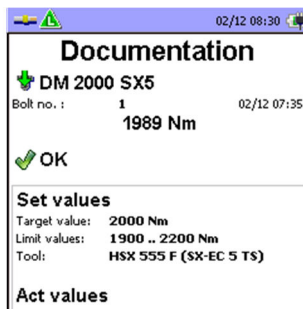 02/12 08:30
Documentation
DM 2000 SX5
Bolt no. : 1 02/12 07:35
1989 Nm
OK
Set values
Target value: 2000 Nm
Limit values: 1900 .. 2200 Nm
Tool: HSX 555 F (SX-EC 5 TS)
Act values